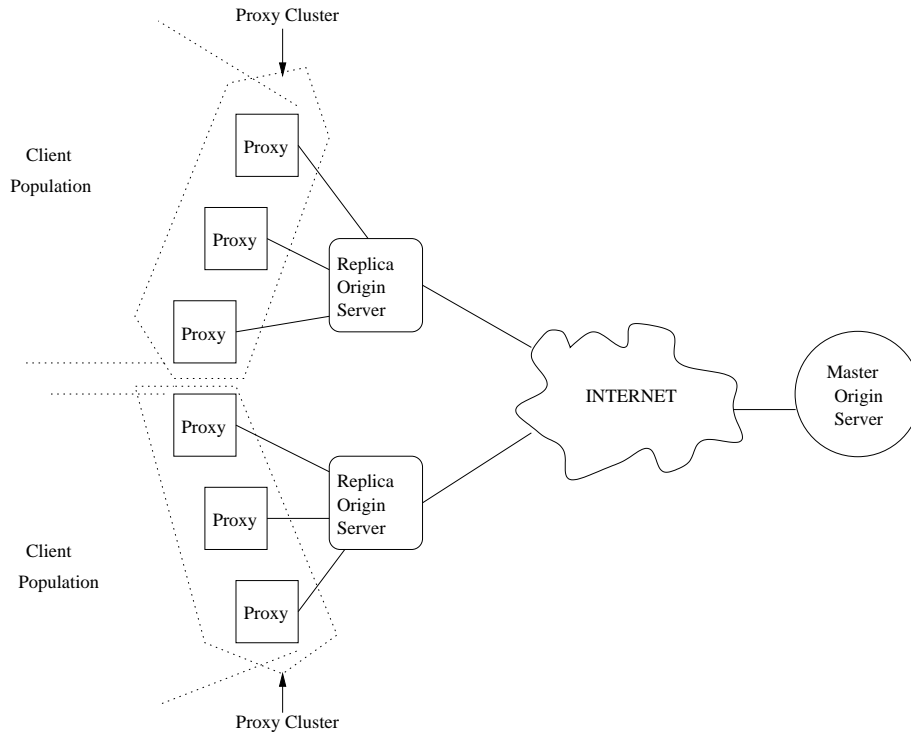 Proxy Cluster
Client
Population
Proxy
Proxy
Proxy
Replica
Origin
Server
INTERNET
Master
Origin
Server
Proxy
Proxy
Proxy
Replica
Origin
Server
Client
Population
Proxy Cluster